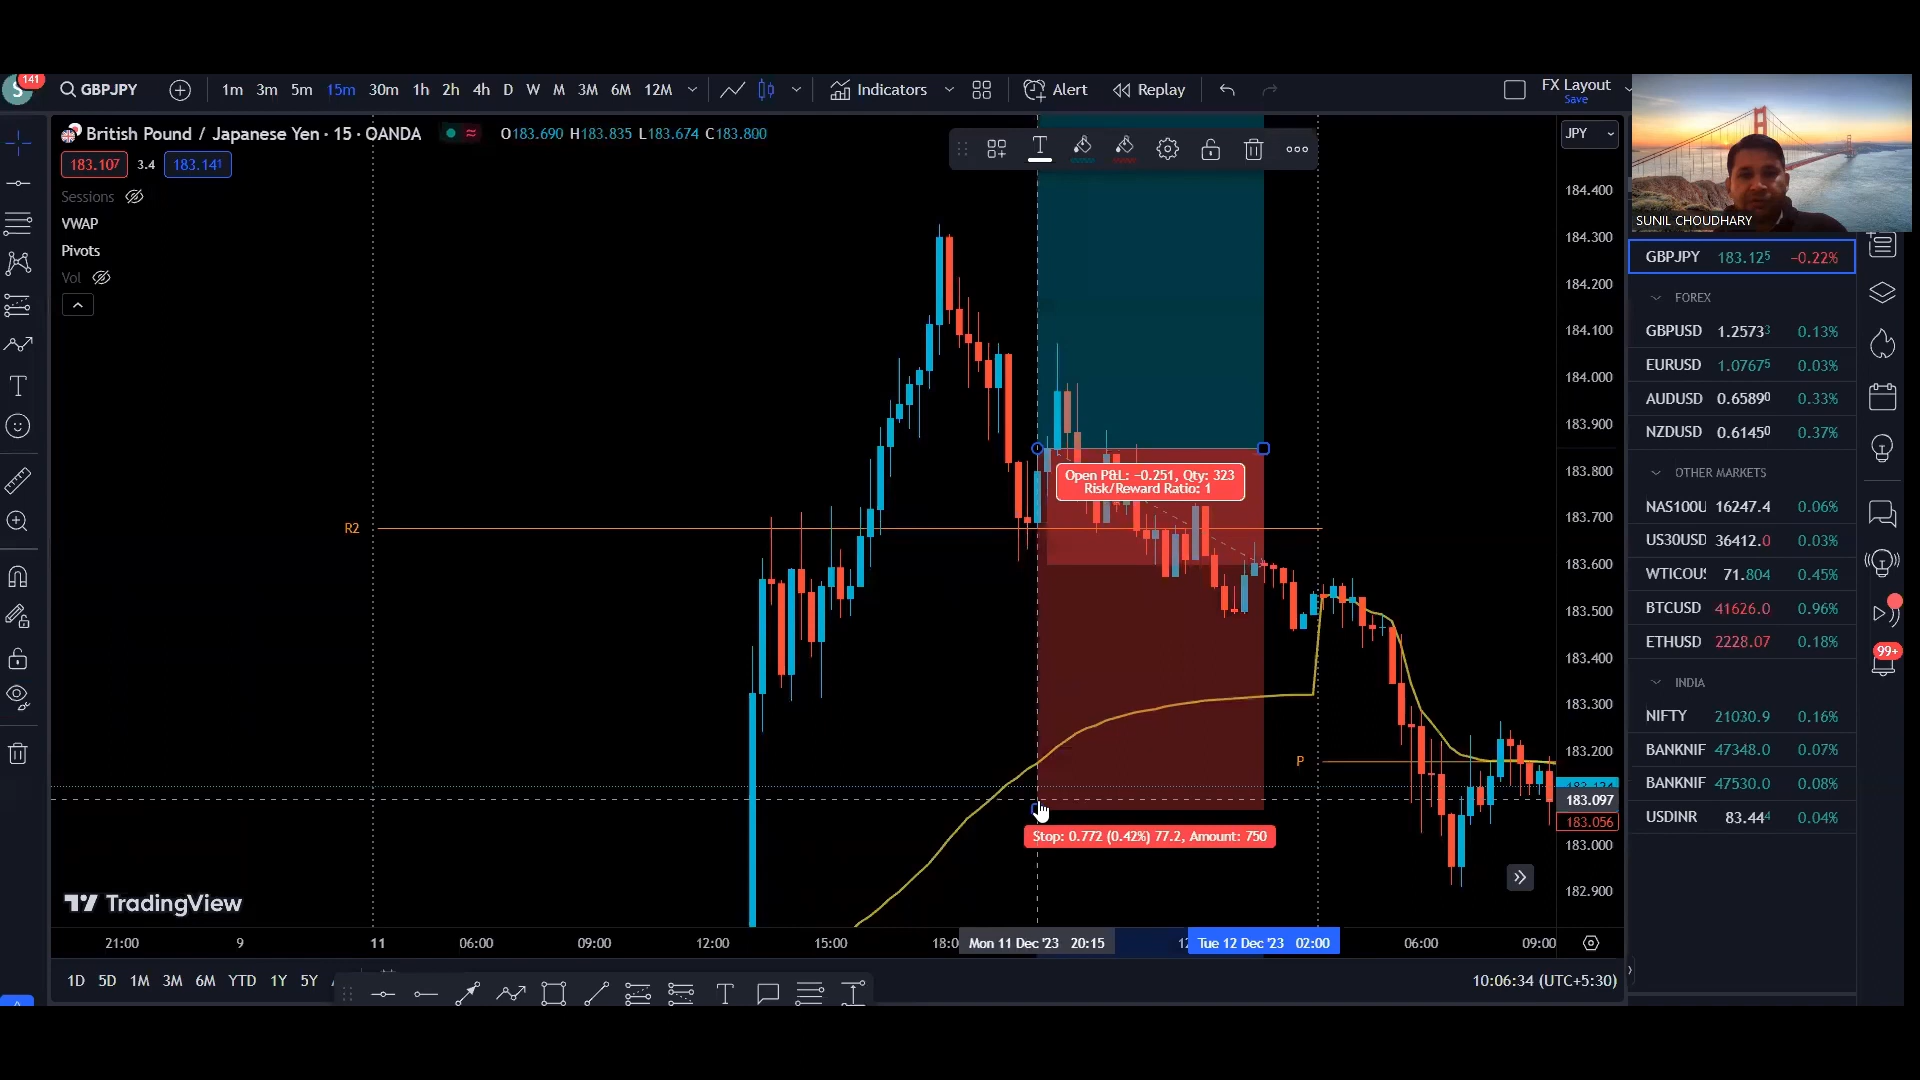 S 141 GBPJPY 1m 3m 5m 15m 30m 1h 2h 4h D W M 3M 6M 12M Indicators Alert Replay FX Layout
Save
British Pound / Japanese Yen · 15 · OANDA O183.690 H183.835 L183.674 C183.800 JPY
183.107 3.4 183.141
Sessions
VWAP
Pivots
Vol
SUNIL CHOUDHARY
184.400
184.300
184.200
184.100
184.000
183.900
183.800
183.700
183.600
183.500
183.400
183.300
183.200
183.097
183.056
183.000
182.900
Open P&L: −0.251, Qty: 323
Risk/Reward Ratio: 1
R2
P
Stop: 0.772 (0.42%) 77.2, Amount: 750
TradingView
21:00 9 11 06:00 09:00 12:00 15:00 Mon 11 Dec '23 20:15 Tue 12 Dec '23 02:00 06:00 09:00
1D 5D 1M 3M 6M YTD 1Y 5Y
10:06:34 (UTC+5:30)
GBPJPY 183.125 −0.22%
FOREX
GBPUSD 1.25733 0.13%
EURUSD 1.07675 0.03%
AUDUSD 0.65890 0.33%
NZDUSD 0.61450 0.37%
OTHER MARKETS
NAS100U 16247.4 0.06%
US30USD 36412.0 0.03%
WTICOU 71.804 0.45%
BTCUSD 41626.0 0.96%
ETHUSD 2228.07 0.18%
INDIA
NIFTY 21030.9 0.16%
BANKNIF 47348.0 0.07%
BANKNIF 47530.0 0.08%
USDINR 83.444 0.04%
99+